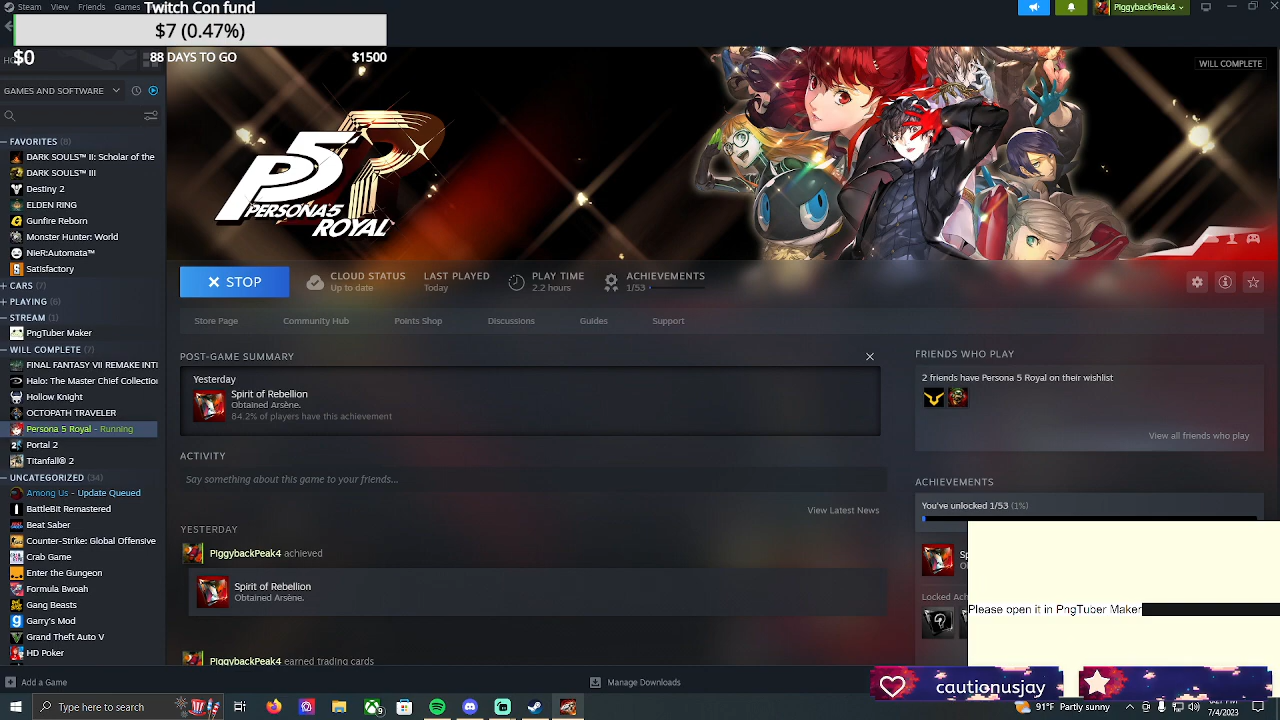 Steam View Friends Games Twitch Con fund
PiggybackPeak4
$7 (0.47%)
$0 88 DAYS TO GO $1500
WILL COMPLETE
GAMES AND SOFTWARE
P5R
PERSONA5
ROYAL
FAVORITES (8)
DARK SOULS™ II: Scholar of the
DARK SOULS™ III
Destiny 2
ELDEN RING
Gunfire Reborn
Monster Hunter: World
NieR:Automata™
Satisfactory
CARS (7)
PLAYING (6)
STREAM (1)
PngTuber Maker
WILL COMPLETE (7)
FINAL FANTASY VII REMAKE INTI
Halo: The Master Chief Collection
Hollow Knight
OCTOPATH TRAVELER
Persona 5 Royal - Running
Portal 2
Titanfall® 2
UNCATEGORIZED (34)
Among Us - Update Queued
Baldi's Basics Classic Remastered
Beat Saber
Counter-Strike: Global Offensive
Crab Game
Enter the Gungeon
Formula Bwoah
Gang Beasts
Garry's Mod
Grand Theft Auto V
HD Poker
STOP
CLOUD STATUS
Up to date
LAST PLAYED
Today
PLAY TIME
2.2 hours
ACHIEVEMENTS
1/53
Store Page Community Hub Points Shop Discussions Guides Support
POST-GAME SUMMARY
Yesterday
Spirit of Rebellion
Obtained Arsène.
84.2% of players have this achievement
ACTIVITY
Say something about this game to your friends...
View Latest News
YESTERDAY
PiggybackPeak4 achieved
Spirit of Rebellion
Obtained Arsène.
PiggybackPeak4 earned trading cards
FRIENDS WHO PLAY
2 friends have Persona 5 Royal on their wishlist
View all friends who play
ACHIEVEMENTS
You've unlocked 1/53 (1%)
Sp
Ob
Locked Ach
Please open it in PngTuber Maker
Add a Game
Manage Downloads
cautionusjay
Type here to search
91°F Partly sunny
7/4/2023